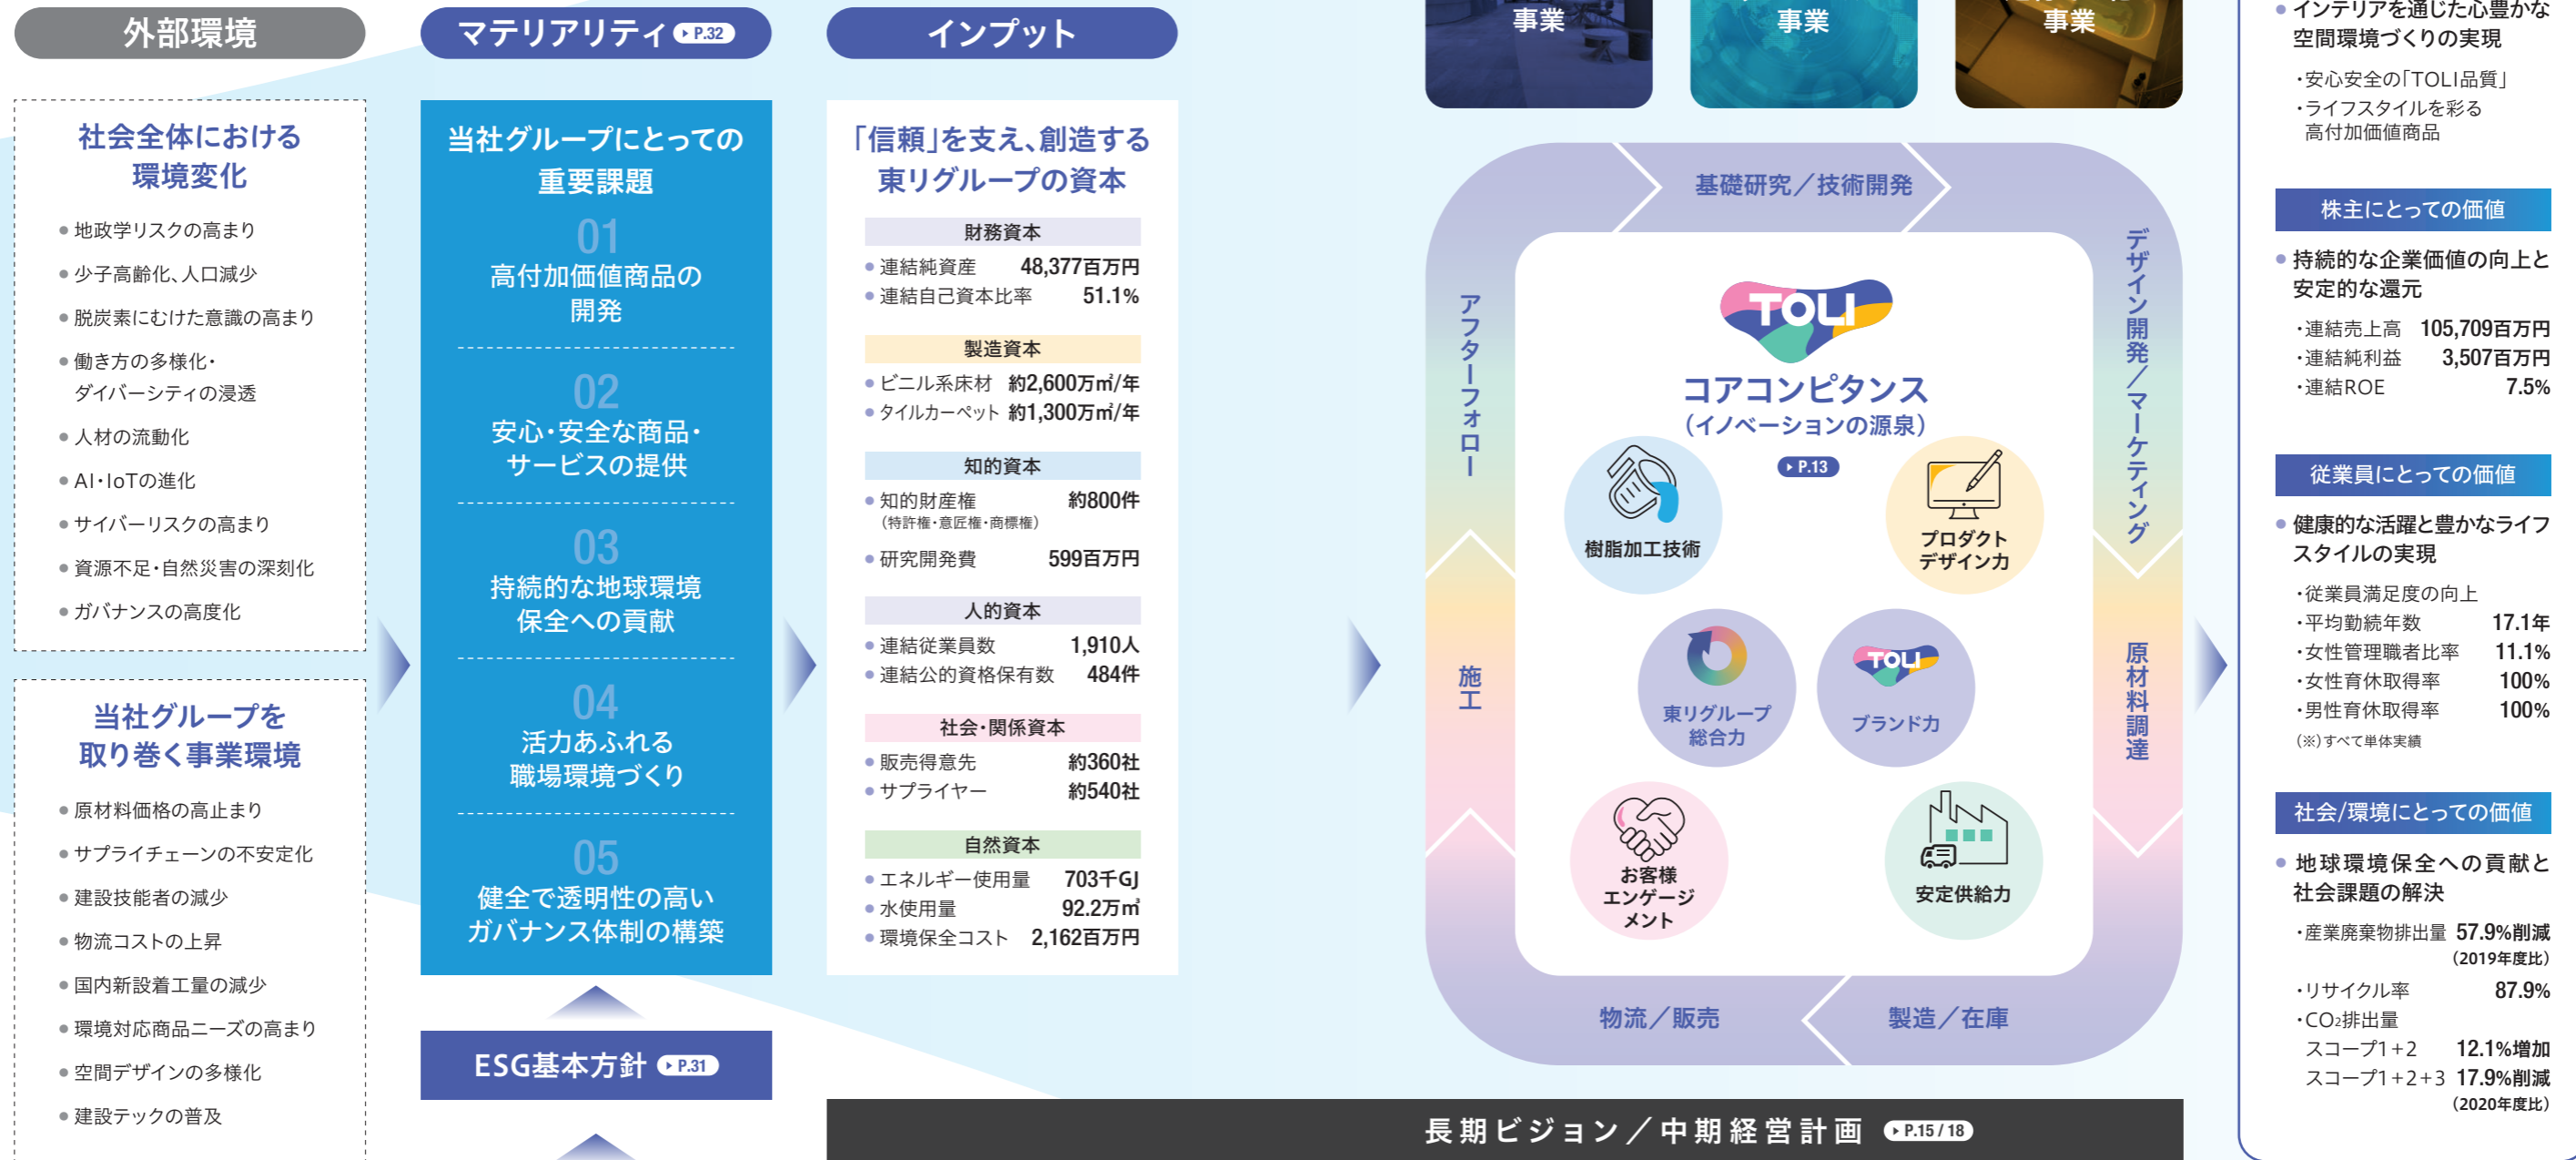 外部環境
社会全体における
環境変化
● 地政学リスクの高まり
● 少子高齢化、人口減少
● 脱炭素にむけた意識の高まり
● 働き方の多様化・
ダイバーシティの浸透
● 人材の流動化
● AI・IoTの進化
● サイバーリスクの高まり
● 資源不足・自然災害の深刻化
● ガバナンスの高度化
当社グループを
取り巻く事業環境
● 原材料価格の高止まり
● サプライチェーンの不安定化
● 建設技能者の減少
● 物流コストの上昇
● 国内新設着工量の減少
● 環境対応商品ニーズの高まり
● 空間デザインの多様化
● 建設テックの普及
マテリアリティ P.32
当社グループにとっての
重要課題
01
高付加価値商品の
開発
02
安心・安全な商品・
サービスの提供
03
持続的な地球環境
保全への貢献
04
活力あふれる
職場環境づくり
05
健全で透明性の高い
ガバナンス体制の構築
ESG基本方針 P.31
インプット
「信頼」を支え、創造する
東リグループの資本
財務資本
● 連結純資産 48,377百万円
● 連結自己資本比率 51.1%
製造資本
● ビニル系床材 約2,600万㎡/年
● タイルカーペット 約1,300万㎡/年
知的資本
● 知的財産権 約800件
（特許権・意匠権・商標権）
● 研究開発費 599百万円
人的資本
● 連結従業員数 1,910人
● 連結公的資格保有数 484件
社会・関係資本
● 販売得意先 約360社
● サプライヤー 約540社
自然資本
● エネルギー使用量 703千GJ
● 水使用量 92.2万㎥
● 環境保全コスト 2,162百万円
事業
事業
事業
基礎研究／技術開発
デザイン開発／マーケティング
原材料調達
製造／在庫
物流／販売
施工
アフターフォロー
TOLI
コアコンピタンス
（イノベーションの源泉）
P.13
樹脂加工技術
プロダクト
デザイン力
東リグループ
総合力
TOLI
ブランド力
お客様
エンゲージ
メント
安定供給力
長期ビジョン／中期経営計画 P.15 / 18
● インテリアを通じた心豊かな
空間環境づくりの実現
・安心安全の「TOLI品質」
・ライフスタイルを彩る
高付加価値商品
株主にとっての価値
● 持続的な企業価値の向上と
安定的な還元
・連結売上高 105,709百万円
・連結純利益 3,507百万円
・連結ROE 7.5%
従業員にとっての価値
● 健康的な活躍と豊かなライフ
スタイルの実現
・従業員満足度の向上
・平均勤続年数 17.1年
・女性管理職者比率 11.1%
・女性育休取得率 100%
・男性育休取得率 100%
（※）すべて単体実績
社会/環境にとっての価値
● 地球環境保全への貢献と
社会課題の解決
・産業廃棄物排出量 57.9%削減
（2019年度比）
・リサイクル率 87.9%
・CO₂排出量
スコープ1+2 12.1%増加
スコープ1+2+3 17.9%削減
（2020年度比）